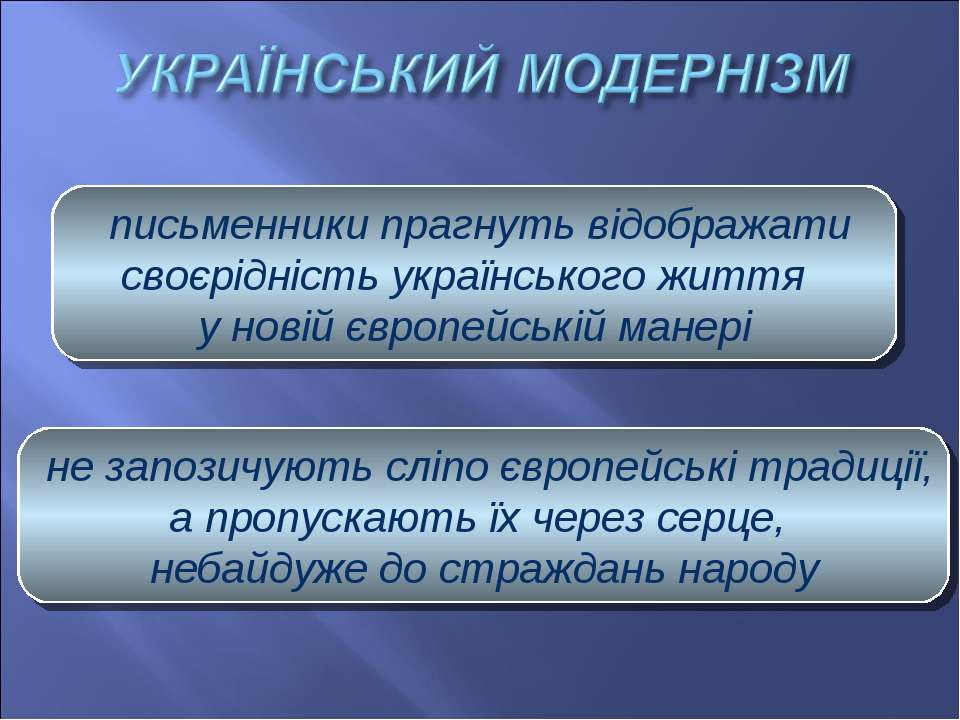 УКРАЇНСЬКИЙ МОДЕРНІЗМ
письменники прагнуть відображати
своєрідність українського життя
у новій європейській манері
не запозичують сліпо європейські традиції,
а пропускають їх через серце,
небайдуже до страждань народу